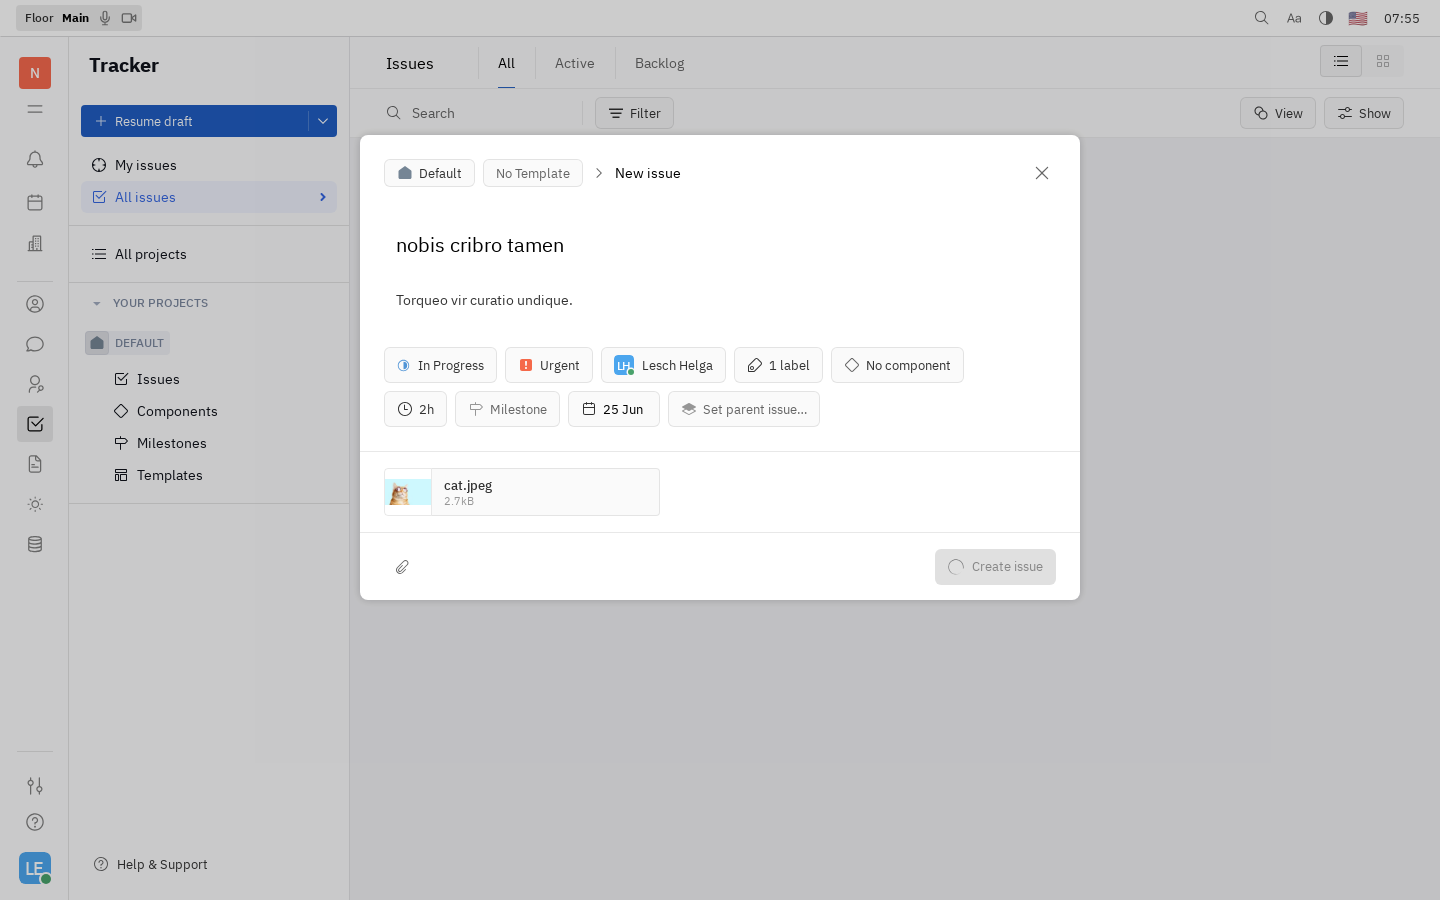 Floor Main
Aa
07:55
N
Tracker
Resume draft
My issues
All issues
All projects
YOUR PROJECTS
DEFAULT
Issues
Components
Milestones
Templates
Help & Support
LE
Issues
All
Active
Backlog
Search
Filter
View
Show
Default
No Template
New issue
nobis cribro tamen
Torqueo vir curatio undique.
In Progress
Urgent
LH Lesch Helga
1 label
No component
2h
Milestone
25 Jun
Set parent issue...
cat.jpeg
2.7kB
Create issue